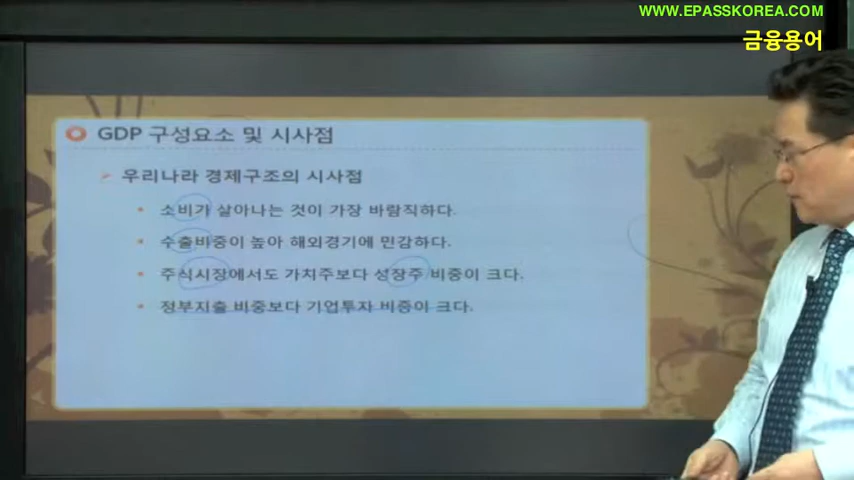 WWW.EPASSKOREA.COM
금융용어
GDP 구성요소 및 시사점
우리나라 경제구조의 시사점
소비가 살아나는 것이 가장 바람직하다.
수출비중이 높아 해외경기에 민감하다.
주식시장에서도 가치주보다 성장주 비중이 크다.
정부지출 비중보다 기업투자 비중이 크다.